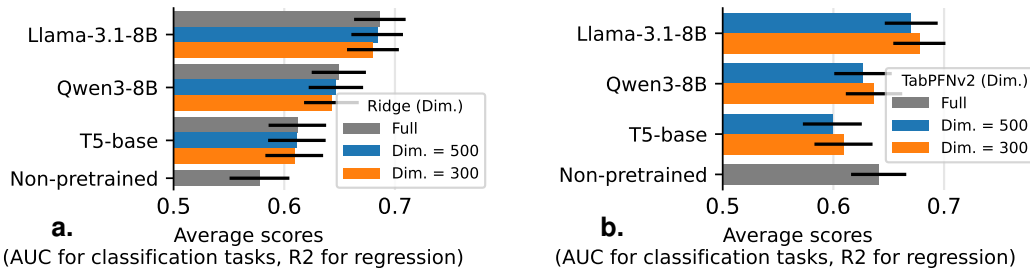 Llama-3.1-8B
Qwen3-8B
T5-base
Non-pretrained
Ridge (Dim.)
Full
Dim. = 500
Dim. = 300
0.5 0.6 0.7
a.
Average scores
(AUC for classification tasks, R2 for regression)
Llama-3.1-8B
Qwen3-8B
T5-base
Non-pretrained
TabPFNv2 (Dim.)
Full
Dim. = 500
Dim. = 300
0.5 0.6 0.7
b.
Average scores
(AUC for classification tasks, R2 for regression)